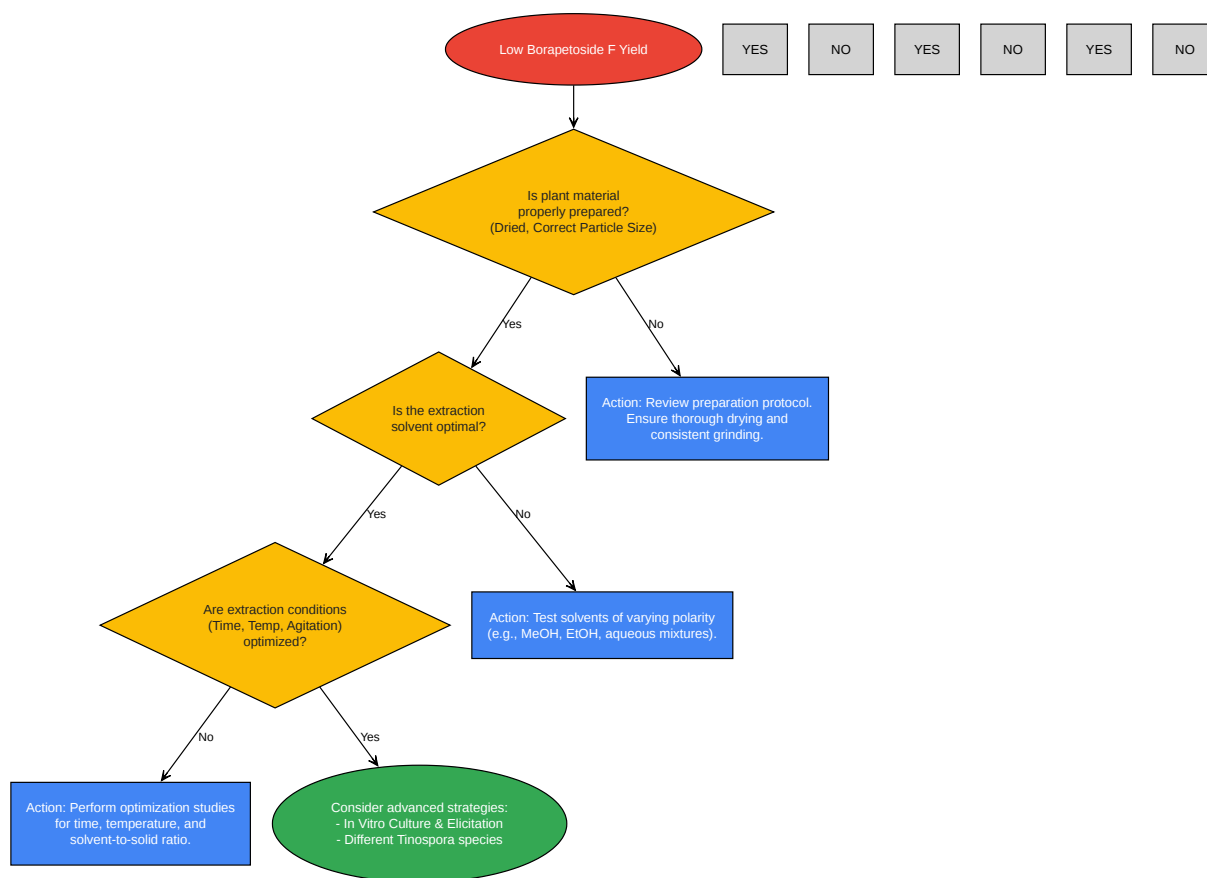 Low Borapetoside F Yield
YES
NO
YES
NO
YES
NO
Is plant material
properly prepared?
(Dried, Correct Particle Size)
Yes
No
Is the extraction
solvent optimal?
Action: Review preparation protocol.
Ensure thorough drying and
consistent grinding.
Yes
No
Are extraction conditions
(Time, Temp, Agitation)
optimized?
Action: Test solvents of varying polarity
(e.g., MeOH, EtOH, aqueous mixtures).
No
Yes
Action: Perform optimization studies
for time, temperature, and
solvent-to-solid ratio.
Consider advanced strategies:
- In Vitro Culture & Elicitation
- Different Tinospora species